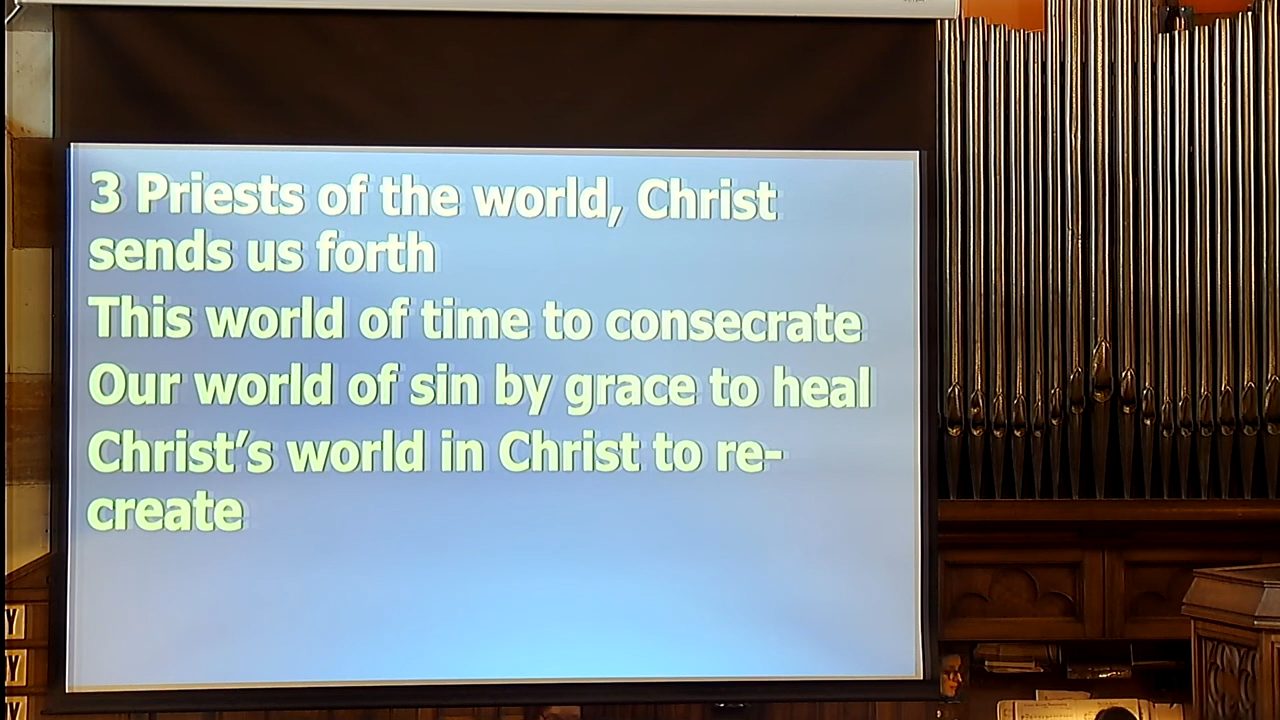 3 Priests of the world, Christ
sends us forth
This world of time to consecrate
Our world of sin by grace to heal
Christ's world in Christ to re-
create
Y
Y
Y